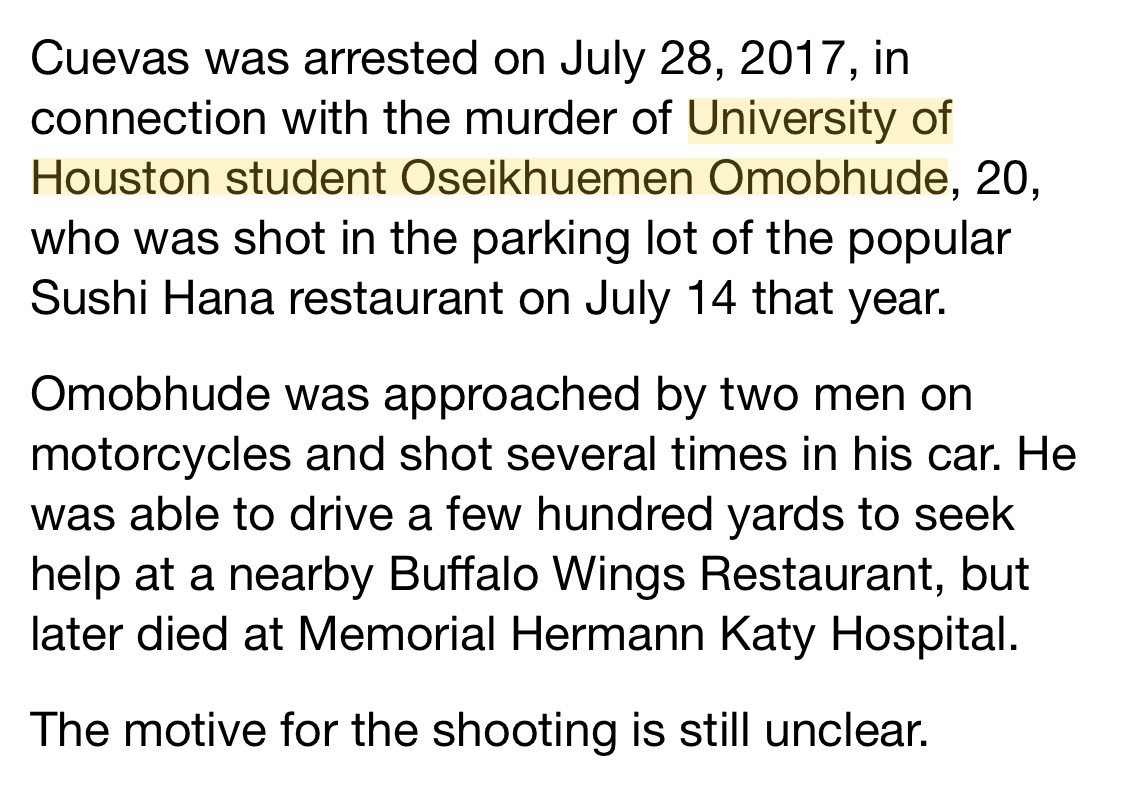 Cuevas was arrested on July 28, 2017, in
connection with the murder of University of
Houston student Oseikhuemen Omobhude, 20,
who was shot in the parking lot of the popular
Sushi Hana restaurant on July 14 that year.
Omobhude was approached by two men on
motorcycles and shot several times in his car. He
was able to drive a few hundred yards to seek
help at a nearby Buffalo Wings Restaurant, but
later died at Memorial Hermann Katy Hospital.
The motive for the shooting is still unclear.